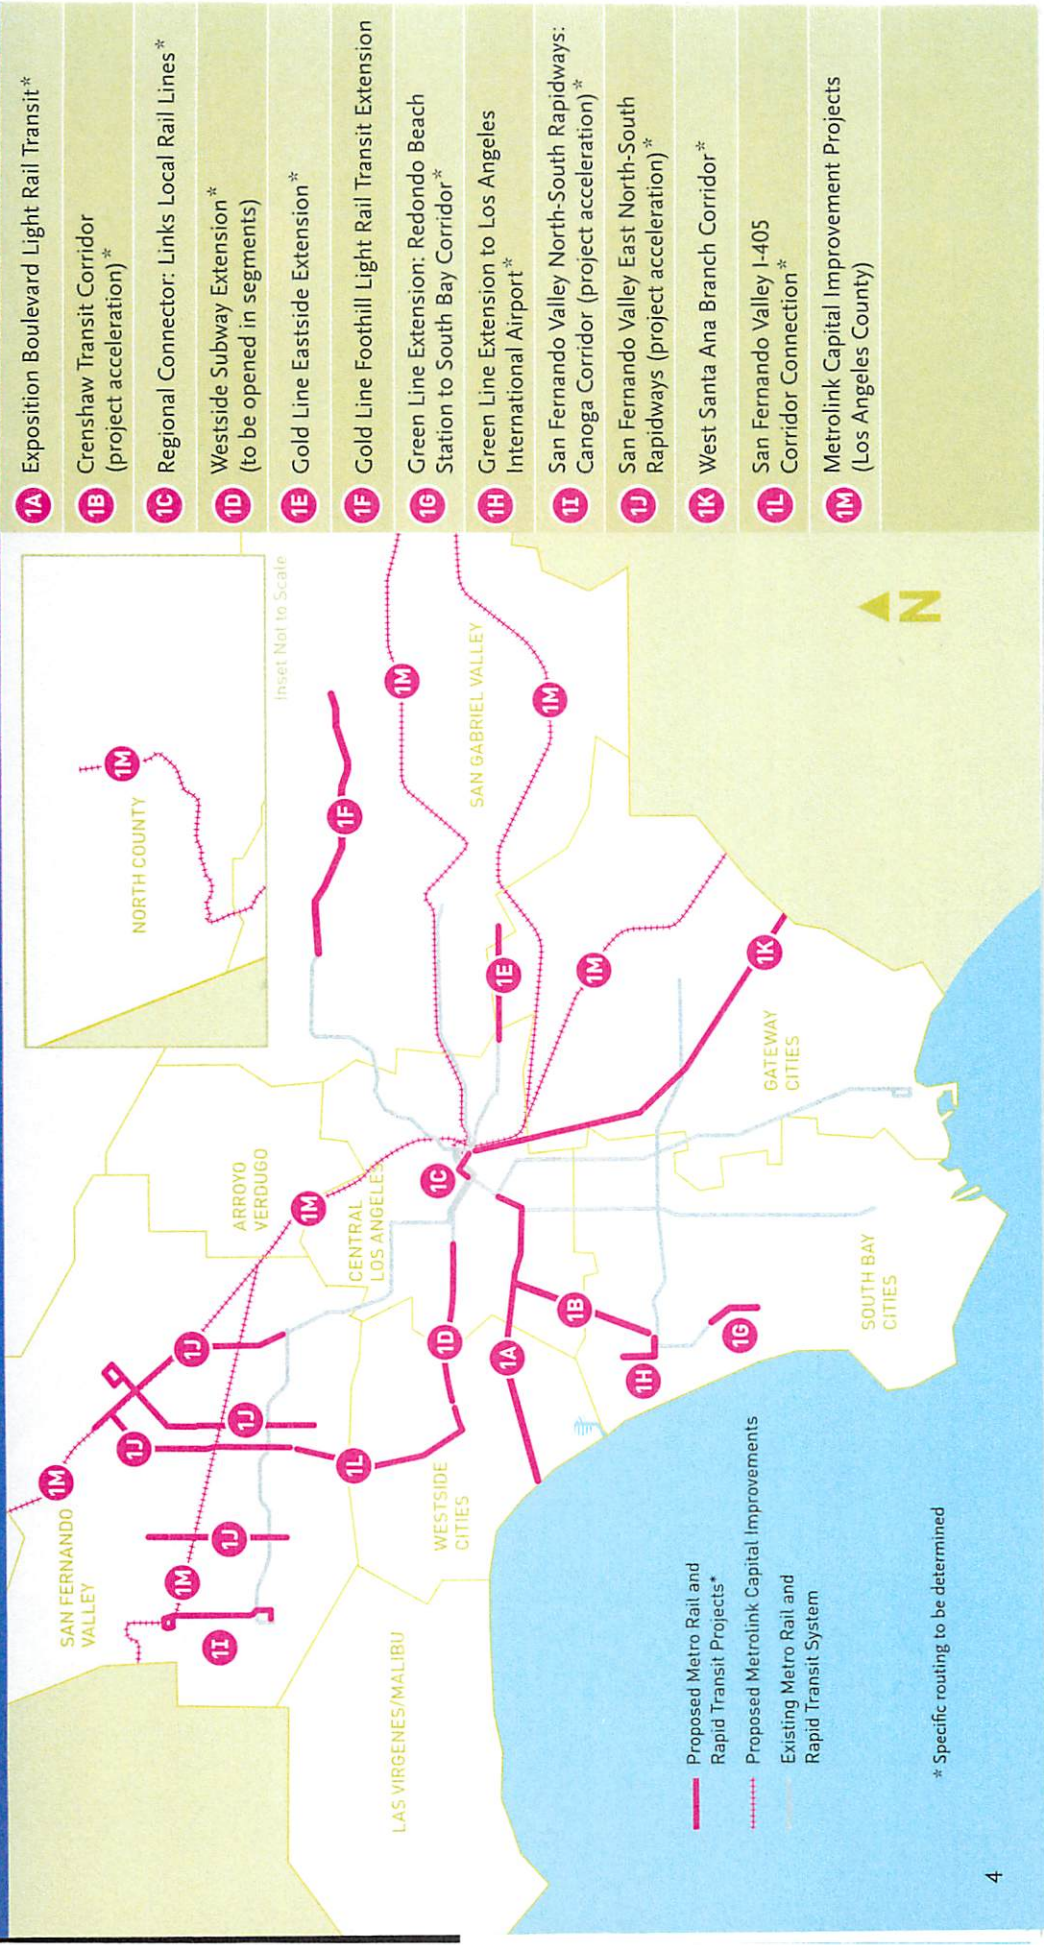 1A Exposition Boulevard Light Rail Transit*
1B Crenshaw Transit Corridor
(project acceleration)*
1C Regional Connector: Links Local Rail Lines*
1D Westside Subway Extension*
(to be opened in segments)
1E Gold Line Eastside Extension*
1F Gold Line Foothill Light Rail Transit Extension
1G Green Line Extension: Redondo Beach
Station to South Bay Corridor*
1H Green Line Extension to Los Angeles
International Airport*
1I San Fernando Valley North-South Rapidways:
Canoga Corridor (project acceleration)*
1J San Fernando Valley East North-South
Rapidways (project acceleration)*
1K West Santa Ana Branch Corridor*
1L San Fernando Valley I-405
Corridor Connection*
1M Metrolink Capital Improvement Projects
(Los Angeles County)
1M
NORTH COUNTY
Inset Not to Scale
1M
SAN FERNANDO
VALLEY
1J
1J
1J
1J
1M
1I
1L
ARROYO
VERDUGO
1M
CENTRAL
LOS ANGELES
1F
1M
SAN GABRIEL VALLEY
1M
1C
1D
1E
1A
1M
WESTSIDE
CITIES
LAS VIRGENES/MALIBU
1B
1H
1G
1K
GATEWAY
CITIES
SOUTH BAY
CITIES
N
Proposed Metro Rail and
Rapid Transit Projects*
Proposed Metrolink Capital Improvements
Existing Metro Rail and
Rapid Transit System
* Specific routing to be determined
4